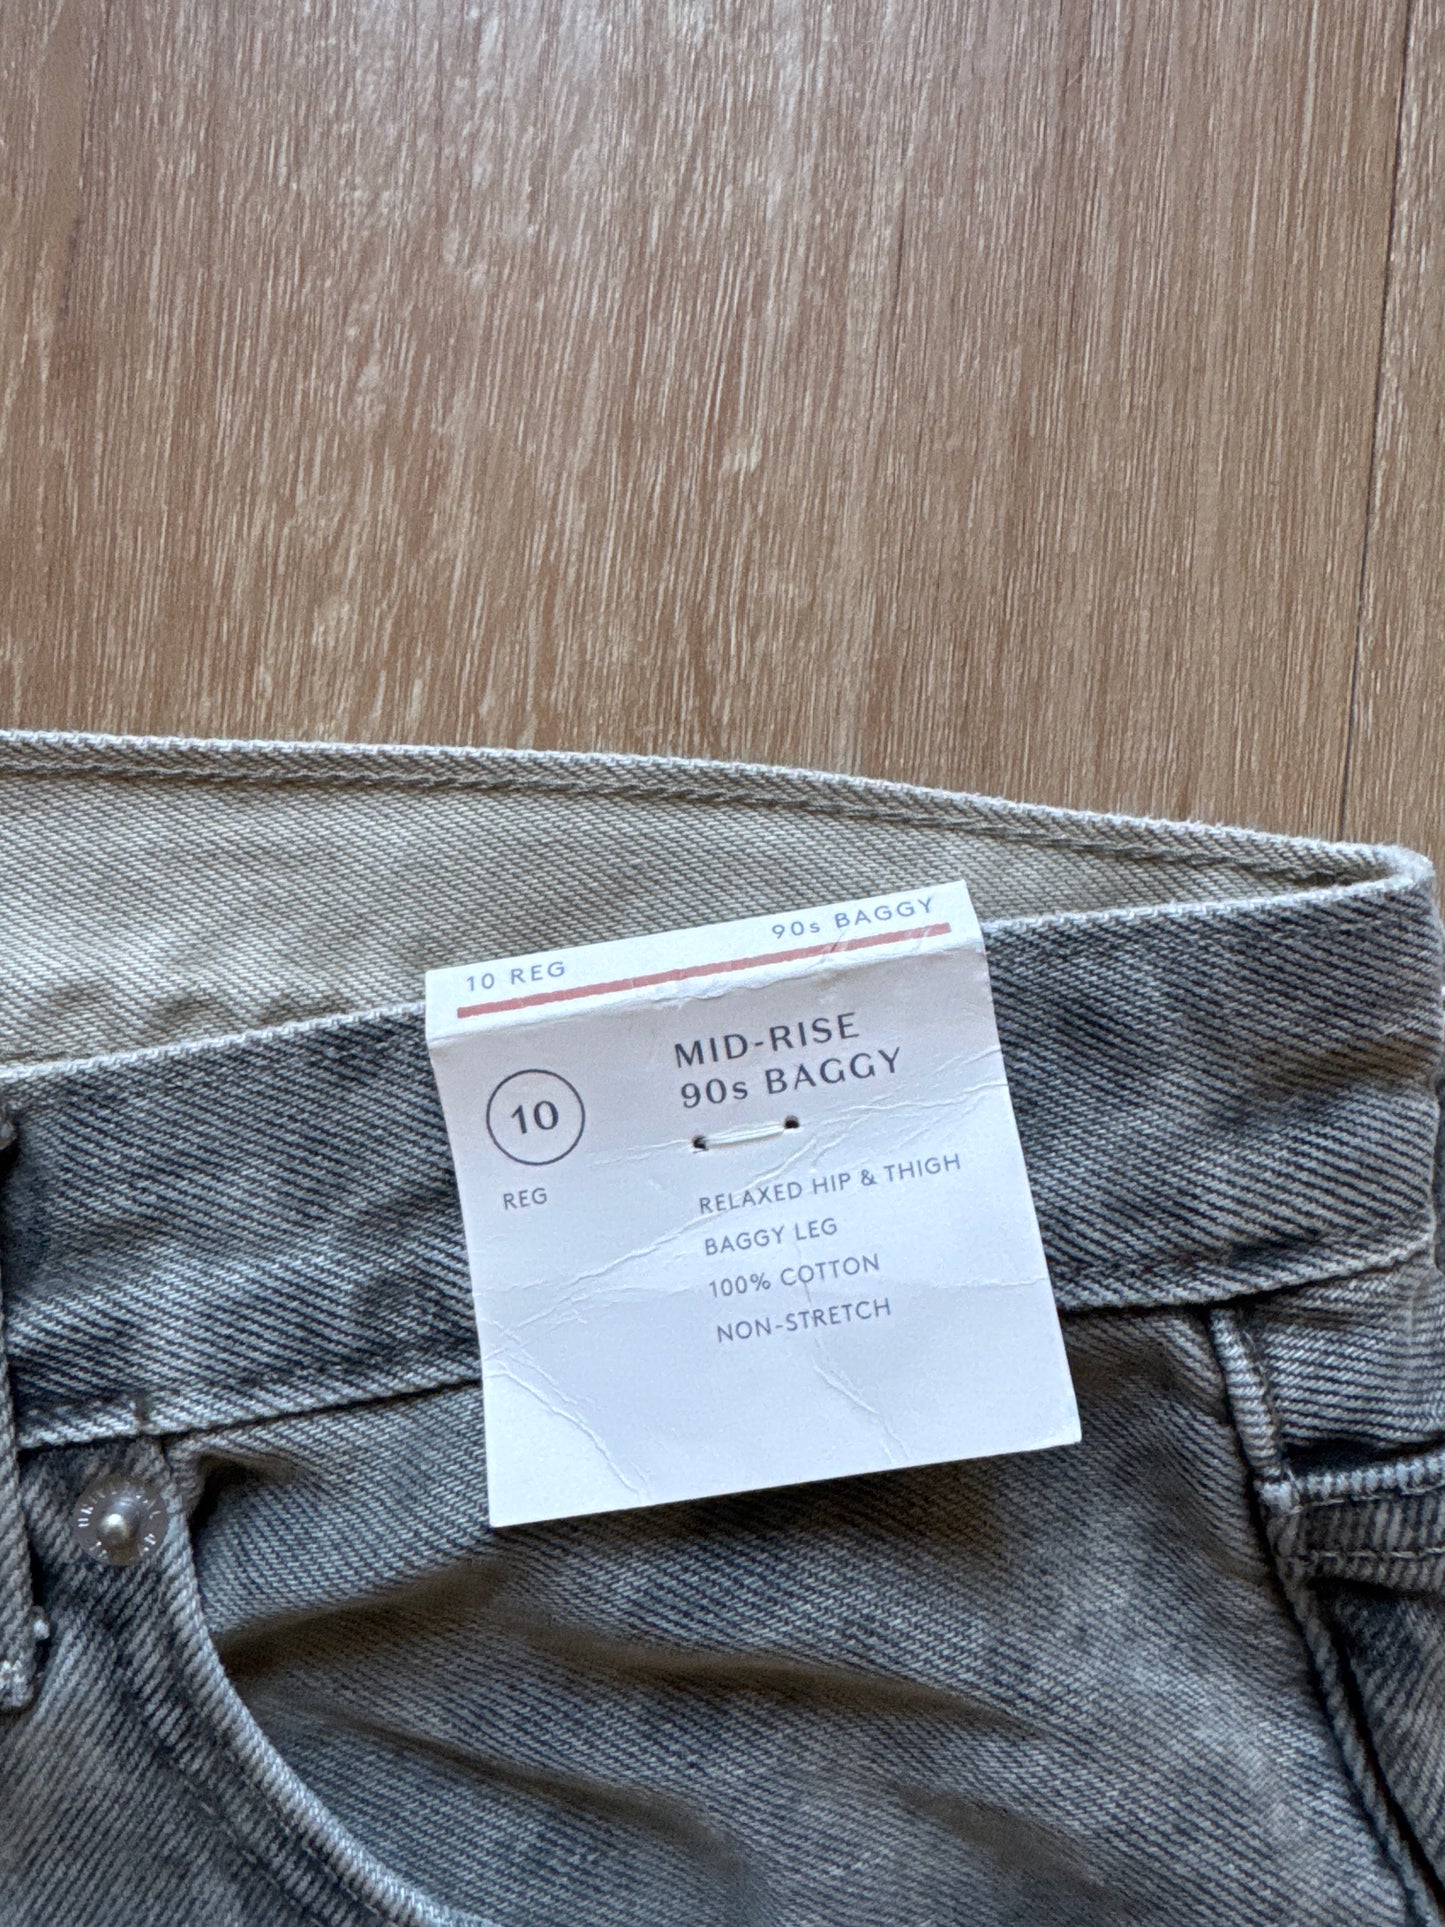 10 REG 90s BAGGY
MID-RISE
90s BAGGY
10
REG
RELAXED HIP & THIGH
BAGGY LEG
100% COTTON
NON-STRETCH